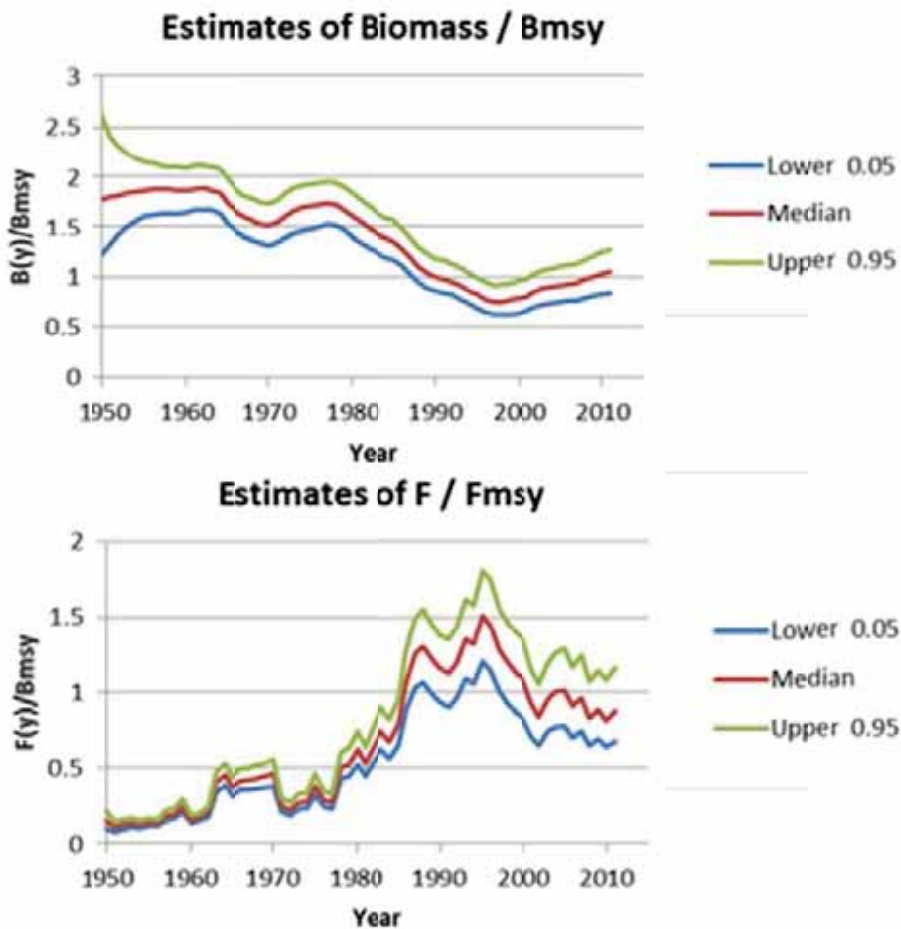 Estimates of Biomass / Bmsy
3
2.5
2
1.5
1
0.5
0
B(y)/Bmsy
1950 1960 1970 1980 1990 2000 2010
Year
Lower 0.05
Median
Upper 0.95
Estimates of F / Fmsy
2
1.5
1
0.5
0
F(y)/Bmsy
1950 1960 1970 1980 1990 2000 2010
Year
Lower 0.05
Median
Upper 0.95